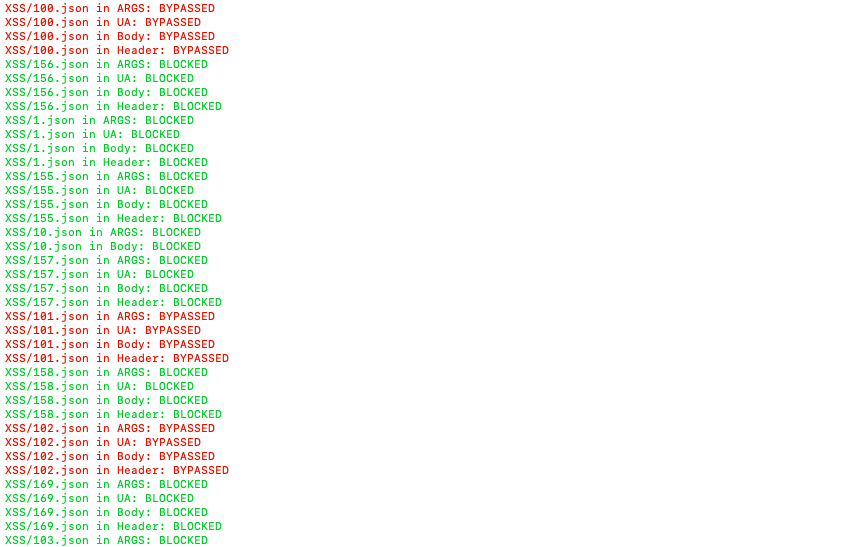 XSS/100.json in ARGS: BYPASSED
XSS/100.json in UA: BYPASSED
XSS/100.json in Body: BYPASSED
XSS/100.json in Header: BYPASSED
XSS/156.json in ARGS: BLOCKED
XSS/156.json in UA: BLOCKED
XSS/156.json in Body: BLOCKED
XSS/156.json in Header: BLOCKED
XSS/1.json in ARGS: BLOCKED
XSS/1.json in UA: BLOCKED
XSS/1.json in Body: BLOCKED
XSS/1.json in Header: BLOCKED
XSS/155.json in ARGS: BLOCKED
XSS/155.json in UA: BLOCKED
XSS/155.json in Body: BLOCKED
XSS/155.json in Header: BLOCKED
XSS/10.json in ARGS: BLOCKED
XSS/10.json in Body: BLOCKED
XSS/157.json in ARGS: BLOCKED
XSS/157.json in UA: BLOCKED
XSS/157.json in Body: BLOCKED
XSS/157.json in Header: BLOCKED
XSS/101.json in ARGS: BYPASSED
XSS/101.json in UA: BYPASSED
XSS/101.json in Body: BYPASSED
XSS/101.json in Header: BYPASSED
XSS/158.json in ARGS: BLOCKED
XSS/158.json in UA: BLOCKED
XSS/158.json in Body: BLOCKED
XSS/158.json in Header: BLOCKED
XSS/102.json in ARGS: BYPASSED
XSS/102.json in UA: BYPASSED
XSS/102.json in Body: BYPASSED
XSS/102.json in Header: BYPASSED
XSS/169.json in ARGS: BLOCKED
XSS/169.json in UA: BLOCKED
XSS/169.json in Body: BLOCKED
XSS/169.json in Header: BLOCKED
XSS/103.json in ARGS: BLOCKED